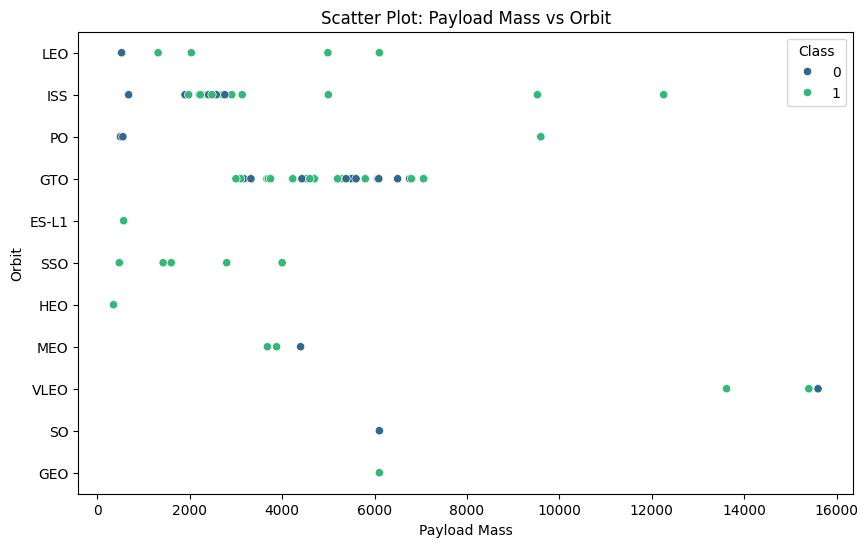 Scatter Plot: Payload Mass vs Orbit
Class
0
1
Orbit
LEO
ISS
PO
GTO
ES-L1
SSO
HEO
MEO
VLEO
SO
GEO
0 2000 4000 6000 8000 10000 12000 14000 16000
Payload Mass